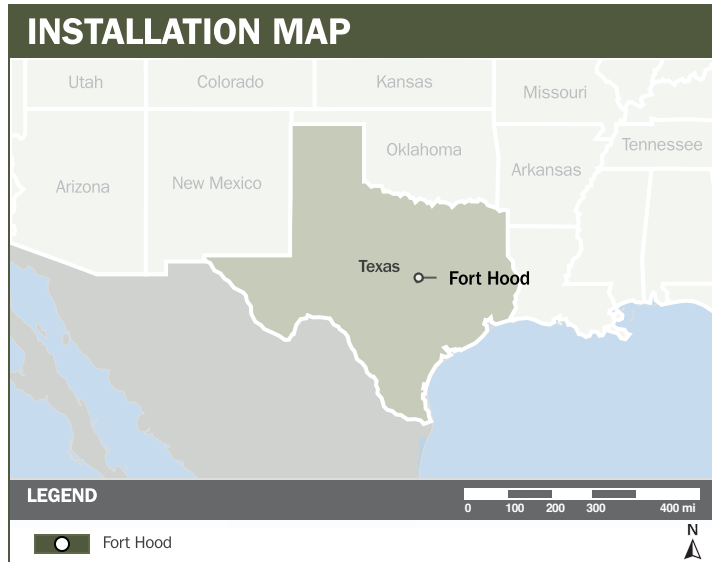 INSTALLATION MAP
Utah
Colorado
Kansas
Missouri
Arizona
New Mexico
Oklahoma
Arkansas
Tennessee
Texas
Fort Hood
LEGEND
0 100 200 300 400 mi
Fort Hood
N